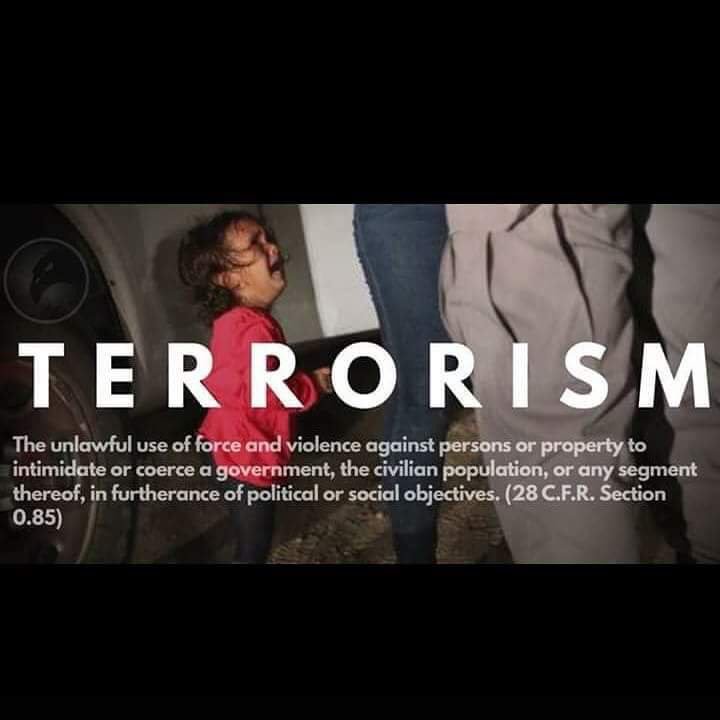 TERRORISM
The unlawful use of force and violence against persons or property to
intimidate or coerce a government, the civilian population, or any segment
thereof, in furtherance of political or social objectives. (28 C.F.R. Section
0.85)